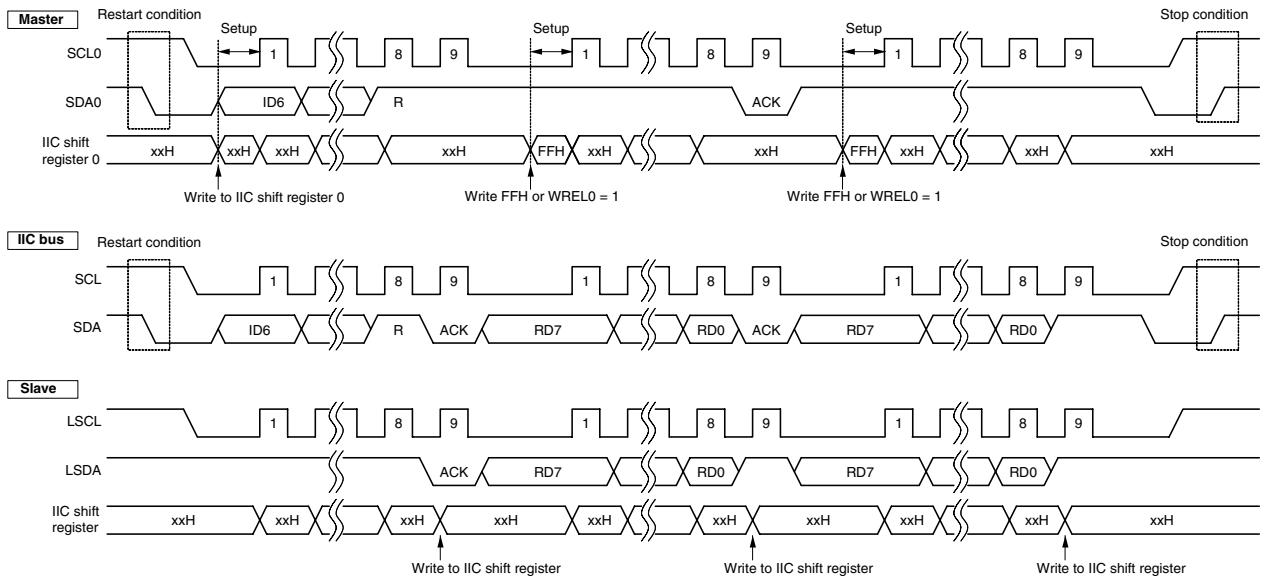 Master Restart condition Stop condition
Setup Setup Setup
SCL0 1 8 9 1 8 9 1 8 9
SDA0 ID6 R ACK
IIC shift
register 0 xxH xxH xxH xxH FFH xxH xxH FFH xxH xxH xxH
Write to IIC shift register 0 Write FFH or WREL0 = 1 Write FFH or WREL0 = 1
IIC bus Restart condition Stop condition
SCL 1 8 9 1 8 9 1 8 9
SDA ID6 R ACK RD7 RD0 ACK RD7 RD0
Slave
LSCL 1 8 9 1 8 9 1 8 9
LSDA ACK RD7 RD0 RD7 RD0
IIC shift
register xxH xxH xxH xxH xxH xxH xxH xxH xxH xxH
Write to IIC shift register Write to IIC shift register Write to IIC shift register